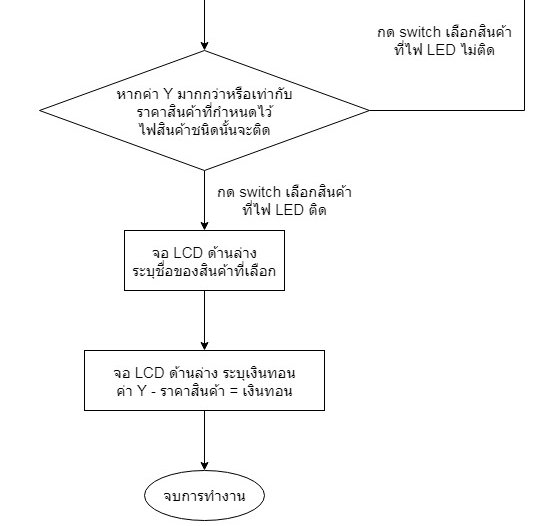 กด switch เลือกสินค้า
ที่ไฟ LED ไม่ติด
หากค่า Y มากกว่าหรือเท่ากับ
ราคาสินค้าที่กำหนดไว้
ไฟสินค้าชนิดนั้นจะติด
กด switch เลือกสินค้า
ที่ไฟ LED ติด
จอ LCD ด้านล่าง
ระบุชื่อของสินค้าที่เลือก
จอ LCD ด้านล่าง ระบุเงินทอน
ค่า Y - ราคาสินค้า = เงินทอน
จบการทำงาน